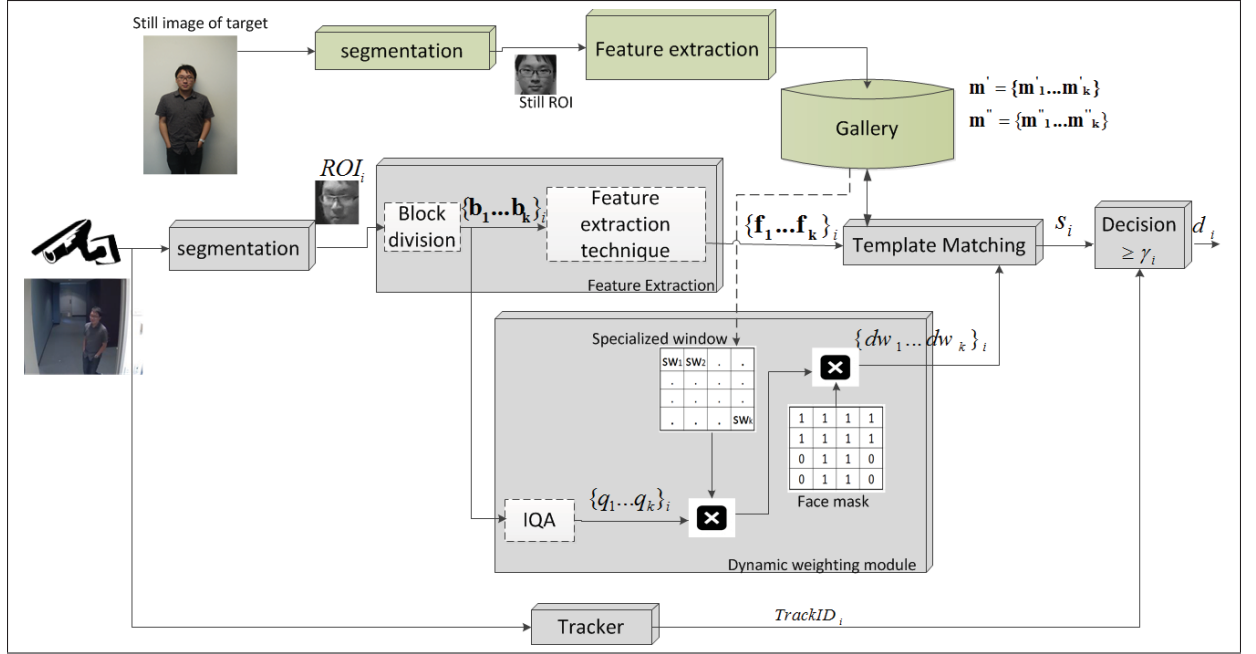 Still image of target
segmentation
Still ROI
Feature extraction
Gallery
m' = {m'₁...m'ₖ}
m" = {m"₁...m"ₖ}
ROIᵢ
segmentation
Block
division
{b₁...bₖ}ᵢ
Feature
extraction
technique
Feature Extraction
{f₁...fₖ}ᵢ
Template Matching
sᵢ
Decision
≥ γᵢ
dᵢ
Specialized window
sw₁ sw₂ . .
. . . .
. . . .
. . . swₖ
{dw₁...dwₖ}ᵢ
1 1 1 1
1 1 1 1
0 1 1 0
0 1 1 0
Face mask
IQA
{q₁...qₖ}ᵢ
Dynamic weighting module
Tracker
TrackIDᵢ